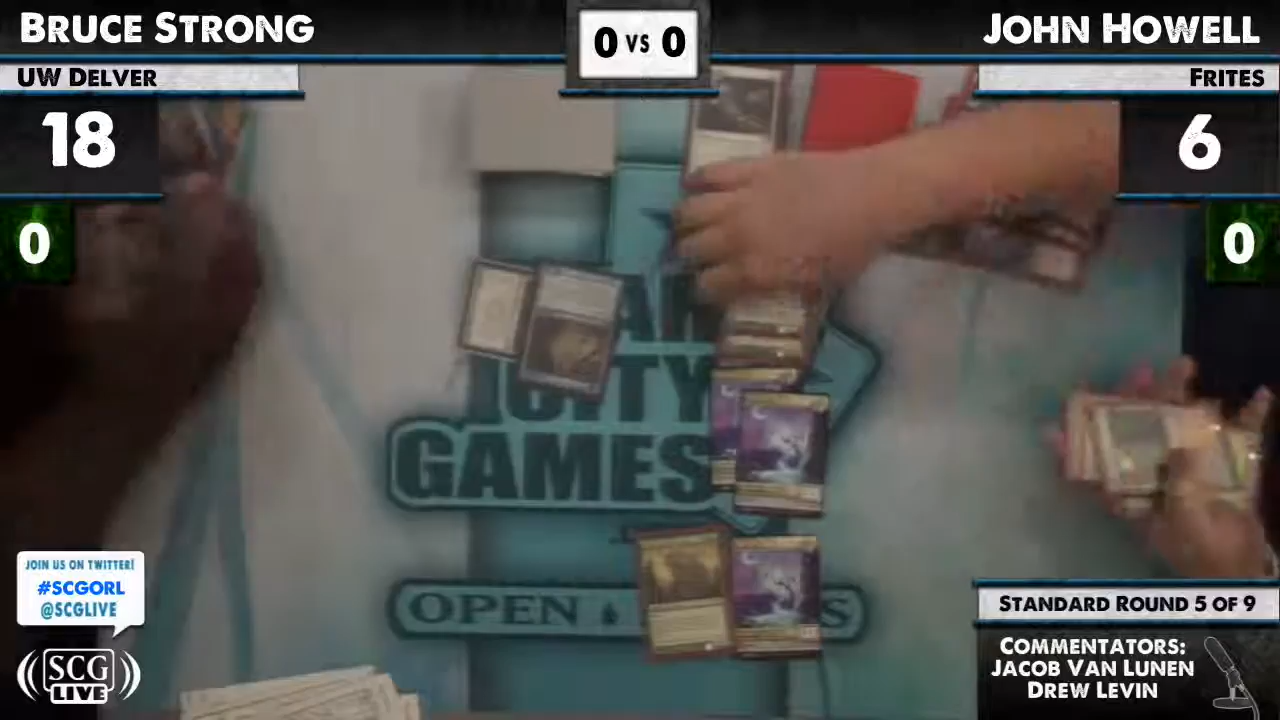 BRUCE STRONG
0 VS 0
JOHN HOWELL
UW DELVER
FRITES
18
6
0
0
CITY
GAMES
OPEN
JOIN US ON TWITTER!
#SCGORL
@SCGLIVE
SCG
LIVE
STANDARD ROUND 5 OF 9
COMMENTATORS:
JACOB VAN LUNEN
DREW LEVIN